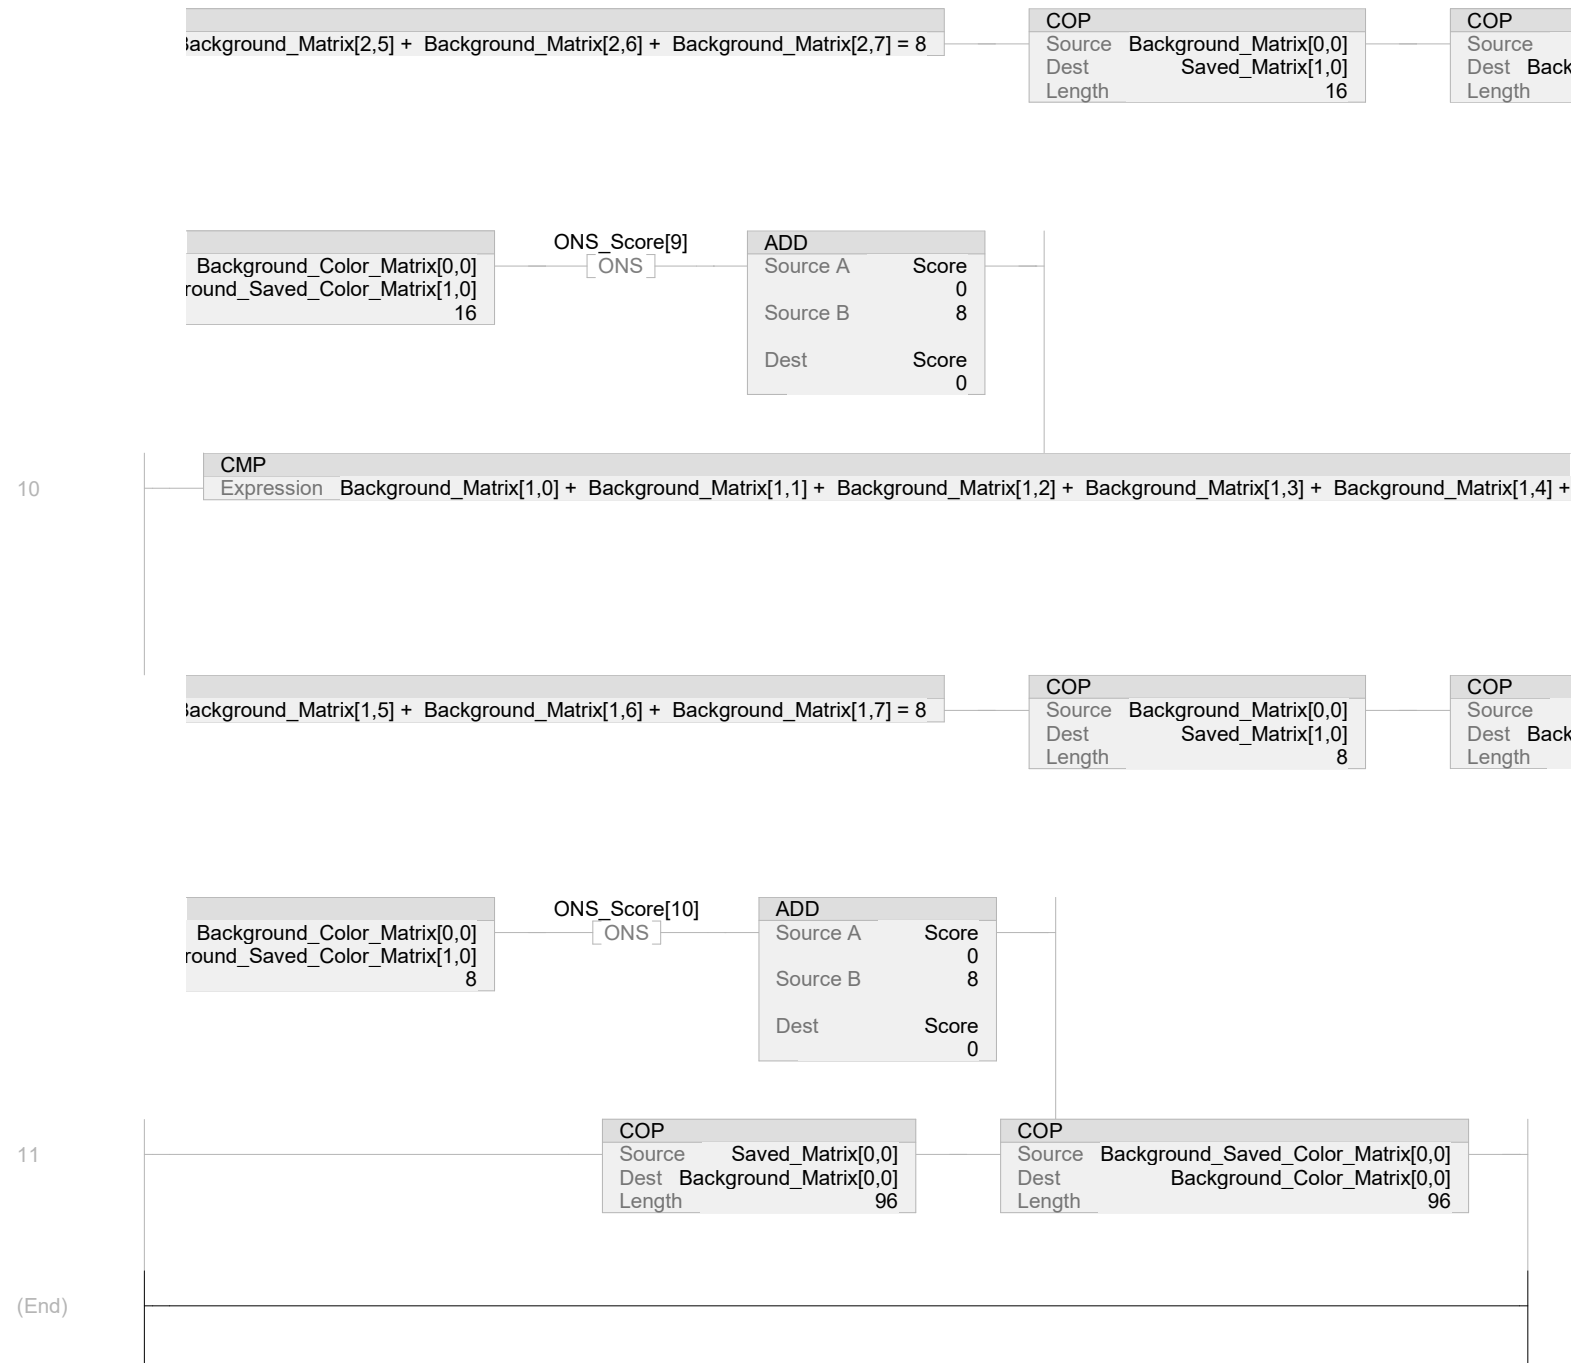 COP
COP
Background_Matrix[2,5] + Background_Matrix[2,6] + Background_Matrix[2,7] = 8
Source Background_Matrix[0,0]
Source
Dest Saved_Matrix[1,0]
Dest Back
Length 16
Length
ONS_Score[9]
ADD
Background_Color_Matrix[0,0]
ONS
Source A Score
round_Saved_Color_Matrix[1,0]
0
16
Source B 8
Dest Score
0
CMP
10
Expression Background_Matrix[1,0] + Background_Matrix[1,1] + Background_Matrix[1,2] + Background_Matrix[1,3] + Background_Matrix[1,4] +
COP
COP
Background_Matrix[1,5] + Background_Matrix[1,6] + Background_Matrix[1,7] = 8
Source Background_Matrix[0,0]
Source
Dest Saved_Matrix[1,0]
Dest Back
Length 8
Length
ONS_Score[10]
ADD
Background_Color_Matrix[0,0]
ONS
Source A Score
round_Saved_Color_Matrix[1,0]
0
8
Source B 8
Dest Score
0
COP
COP
11
Source Saved_Matrix[0,0]
Source Background_Saved_Color_Matrix[0,0]
Dest Background_Matrix[0,0]
Dest Background_Color_Matrix[0,0]
Length 96
Length 96
(End)